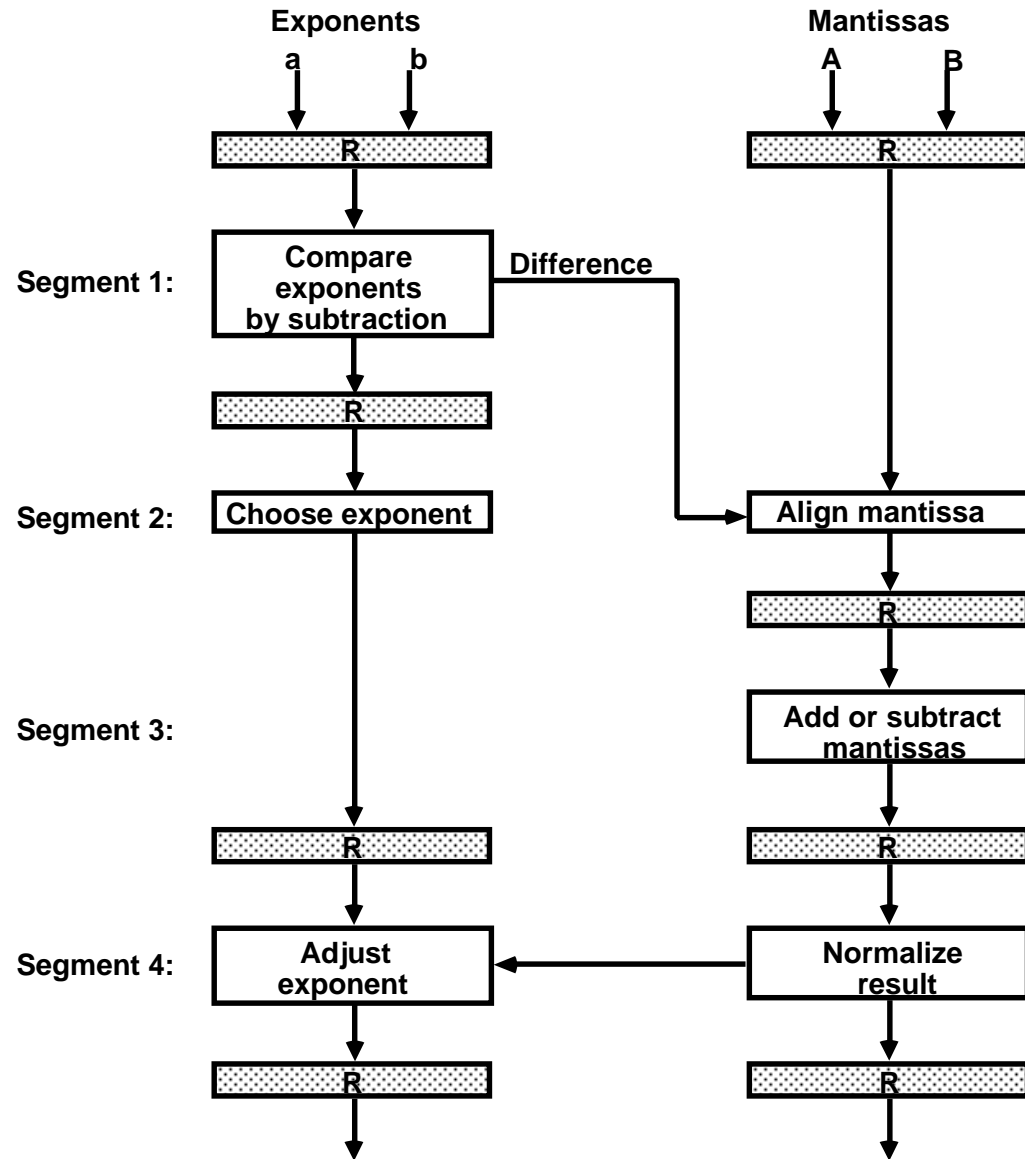 Exponents
Mantissas
a
b
A
B
R
R
Segment 1:
Compare
exponents
by subtraction
Difference
R
Segment 2:
Choose exponent
Align mantissa
R
Segment 3:
Add or subtract
mantissas
R
R
Segment 4:
Adjust
exponent
Normalize
result
R
R